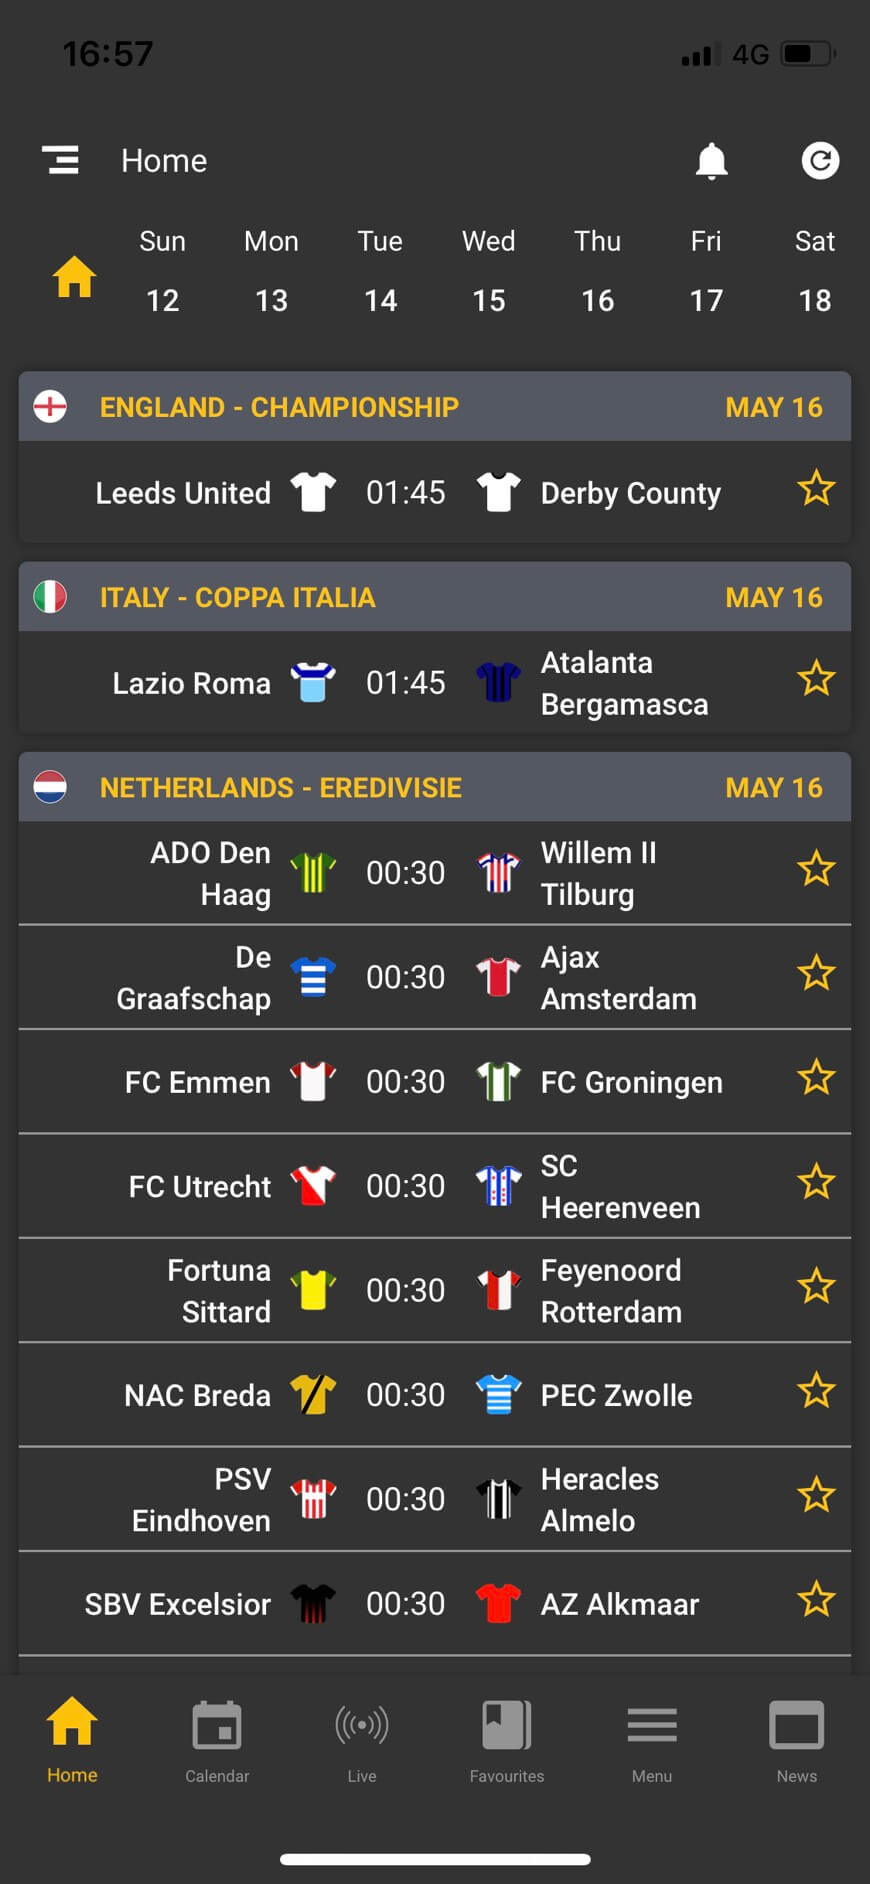 16:57 4G
Home
Sun Mon Tue Wed Thu Fri Sat
12 13 14 15 16 17 18
ENGLAND - CHAMPIONSHIP MAY 16
Leeds United 01:45 Derby County
ITALY - COPPA ITALIA MAY 16
Lazio Roma 01:45 Atalanta
Bergamasca
NETHERLANDS - EREDIVISIE MAY 16
ADO Den
Haag
00:30
Willem II
Tilburg
De
Graafschap
00:30
Ajax
Amsterdam
FC Emmen 00:30 FC Groningen
FC Utrecht 00:30 SC
Heerenveen
Fortuna
Sittard
00:30
Feyenoord
Rotterdam
NAC Breda 00:30 PEC Zwolle
PSV
Eindhoven
00:30
Heracles
Almelo
SBV Excelsior 00:30 AZ Alkmaar
Home Calendar Live Favourites Menu News